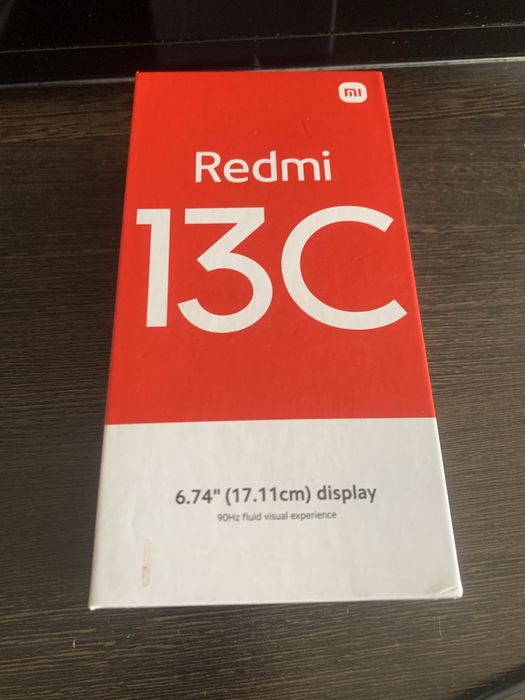 mi
Redmi
13C
6.74" (17.11cm) display
90Hz fluid visual experience